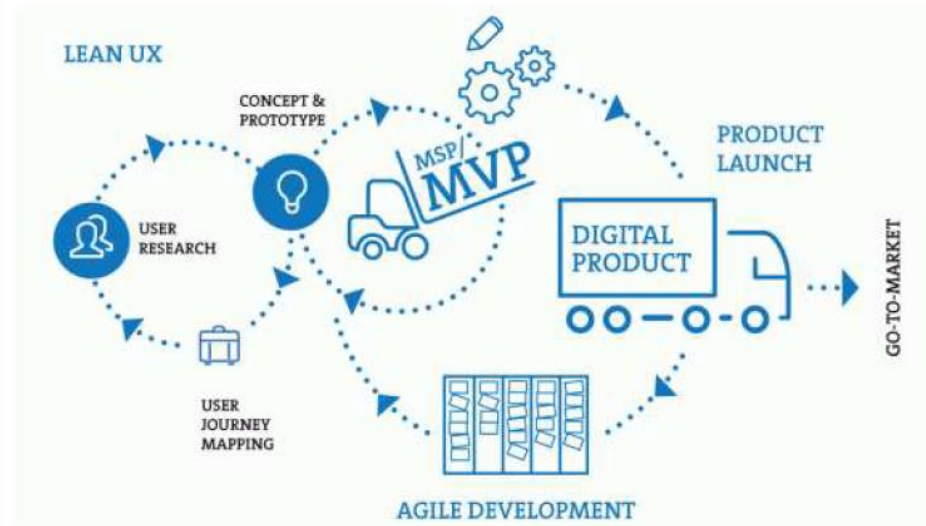 LEAN UX
CONCEPT &
PROTOTYPE
USER
RESEARCH
USER
JOURNEY
MAPPING
MSP/
MVP
PRODUCT
LAUNCH
DIGITAL
PRODUCT
GO-TO-MARKET
AGILE DEVELOPMENT